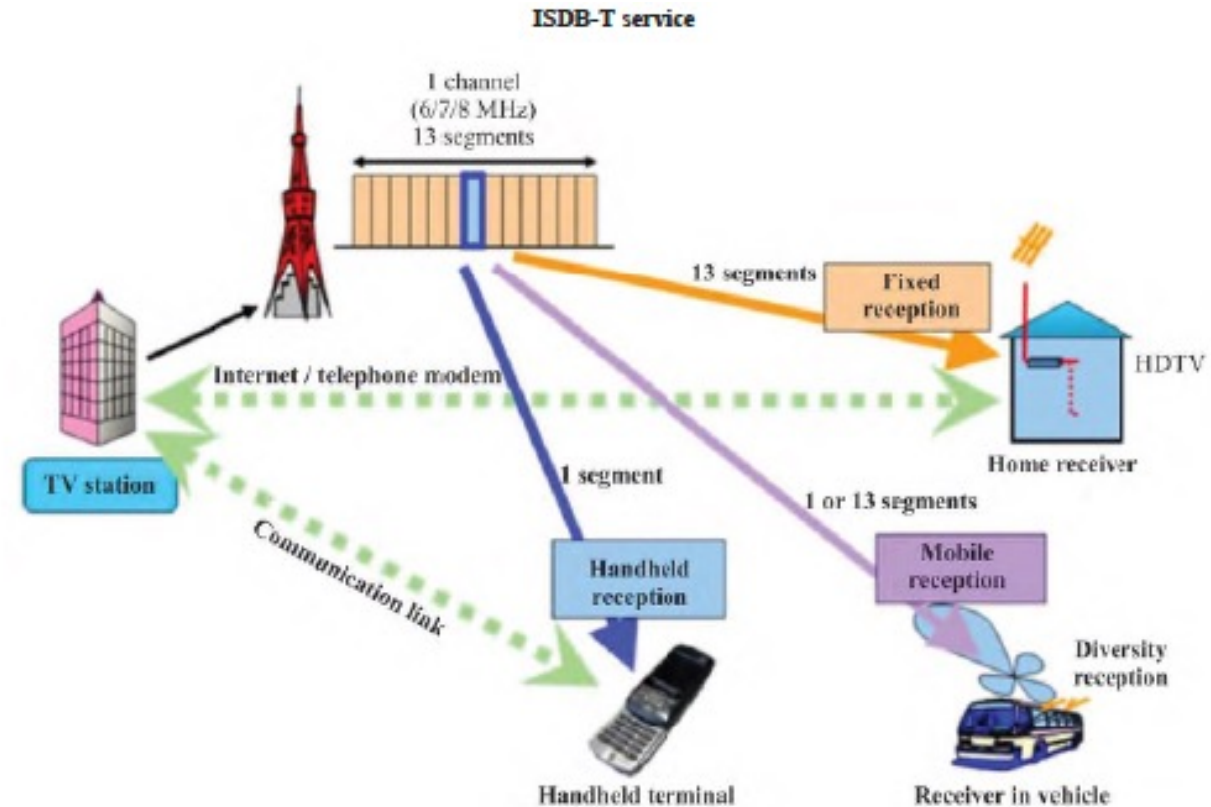 ISDB-T service
1 channel
(6/7/8 MHz)
13 segments
13 segments
Fixed
reception
HDTV
Internet / telephone modem
Home receiver
TV station
1 segment
1 or 13 segments
Communication link
Handheld
reception
Mobile
reception
Diversity
reception
Handheld terminal
Receiver in vehicle